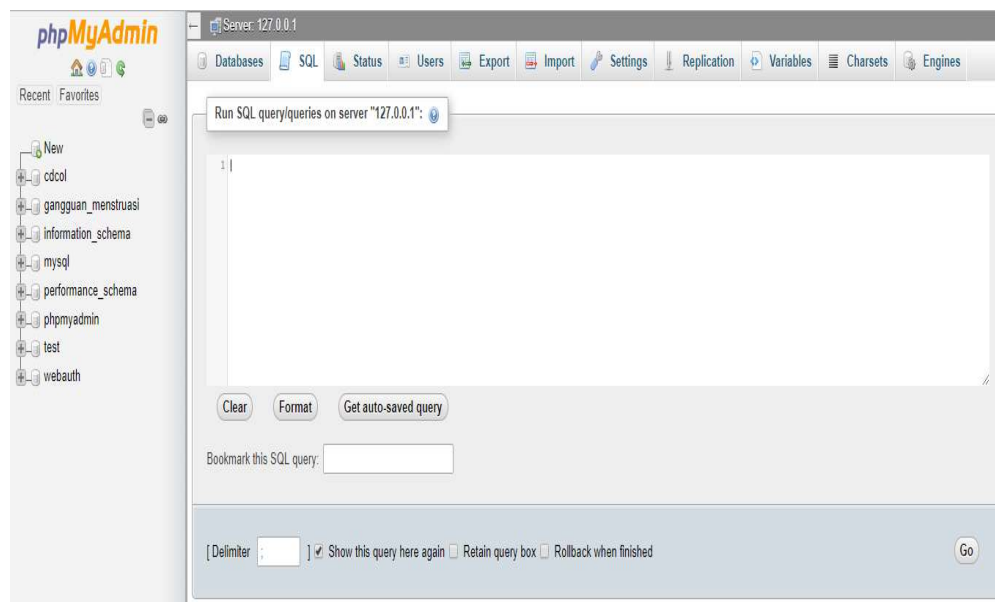 phpMyAdmin
Recent Favorites
New
cdcol
gangguan_menstruasi
information_schema
mysql
performance_schema
phpmyadmin
test
webauth
Server: 127.0.0.1
Databases SQL Status Users Export Import Settings Replication Variables Charsets Engines
Run SQL query/queries on server "127.0.0.1":
1
Clear Format Get auto-saved query
Bookmark this SQL query:
[ Delimiter ; ] Show this query here again Retain query box Rollback when finished Go